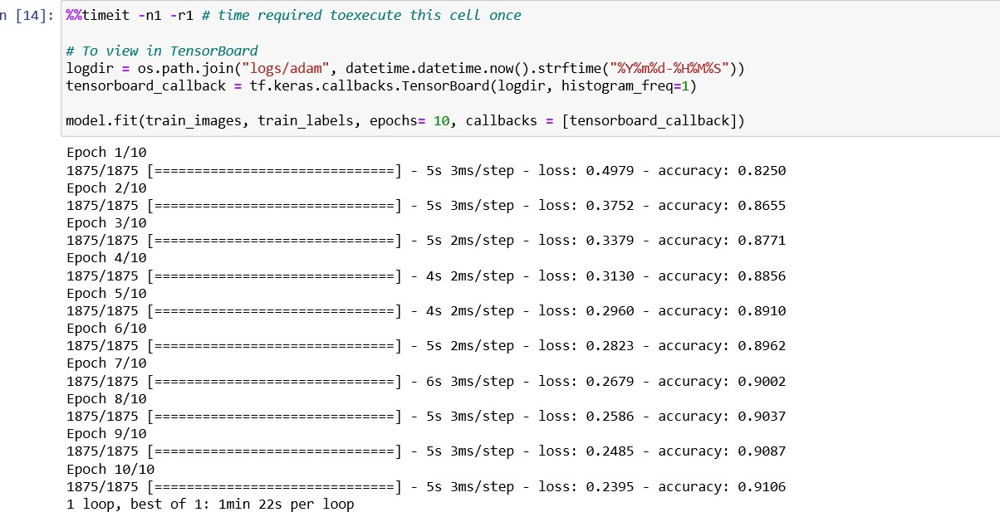 n [14]: %%timeit -n1 -r1 # time required toexecute this cell once
# To view in TensorBoard
logdir = os.path.join("logs/adam", datetime.datetime.now().strftime("%Y%m%d-%H%M%S"))
tensorboard_callback = tf.keras.callbacks.TensorBoard(logdir, histogram_freq=1)
model.fit(train_images, train_labels, epochs= 10, callbacks = [tensorboard_callback])
Epoch 1/10
1875/1875 [==============================] - 5s 3ms/step - loss: 0.4979 - accuracy: 0.8250
Epoch 2/10
1875/1875 [==============================] - 5s 3ms/step - loss: 0.3752 - accuracy: 0.8655
Epoch 3/10
1875/1875 [==============================] - 5s 2ms/step - loss: 0.3379 - accuracy: 0.8771
Epoch 4/10
1875/1875 [==============================] - 4s 2ms/step - loss: 0.3130 - accuracy: 0.8856
Epoch 5/10
1875/1875 [==============================] - 4s 2ms/step - loss: 0.2960 - accuracy: 0.8910
Epoch 6/10
1875/1875 [==============================] - 5s 2ms/step - loss: 0.2823 - accuracy: 0.8962
Epoch 7/10
1875/1875 [==============================] - 6s 3ms/step - loss: 0.2679 - accuracy: 0.9002
Epoch 8/10
1875/1875 [==============================] - 5s 3ms/step - loss: 0.2586 - accuracy: 0.9037
Epoch 9/10
1875/1875 [==============================] - 5s 3ms/step - loss: 0.2485 - accuracy: 0.9087
Epoch 10/10
1875/1875 [==============================] - 5s 3ms/step - loss: 0.2395 - accuracy: 0.9106
1 loop, best of 1: 1min 22s per loop